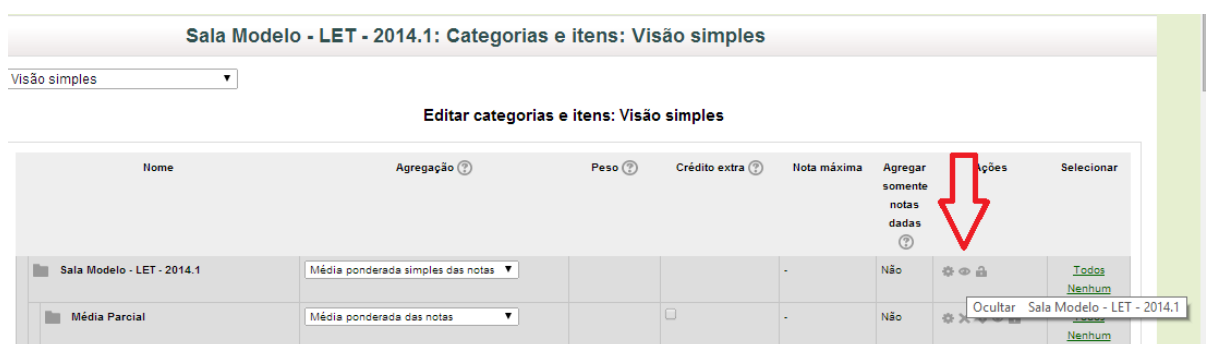 Sala Modelo - LET - 2014.1: Categorias e itens: Visão simples
Visão simples
Editar categorias e itens: Visão simples
Nome Agregação Peso Crédito extra Nota máxima Agregar somente notas dadas Ações Selecionar
Sala Modelo - LET - 2014.1 Média ponderada simples das notas - Não Todos
Nenhum
Ocultar Sala Modelo - LET - 2014.1
Média Parcial Média ponderada das notas - Não
Nenhum